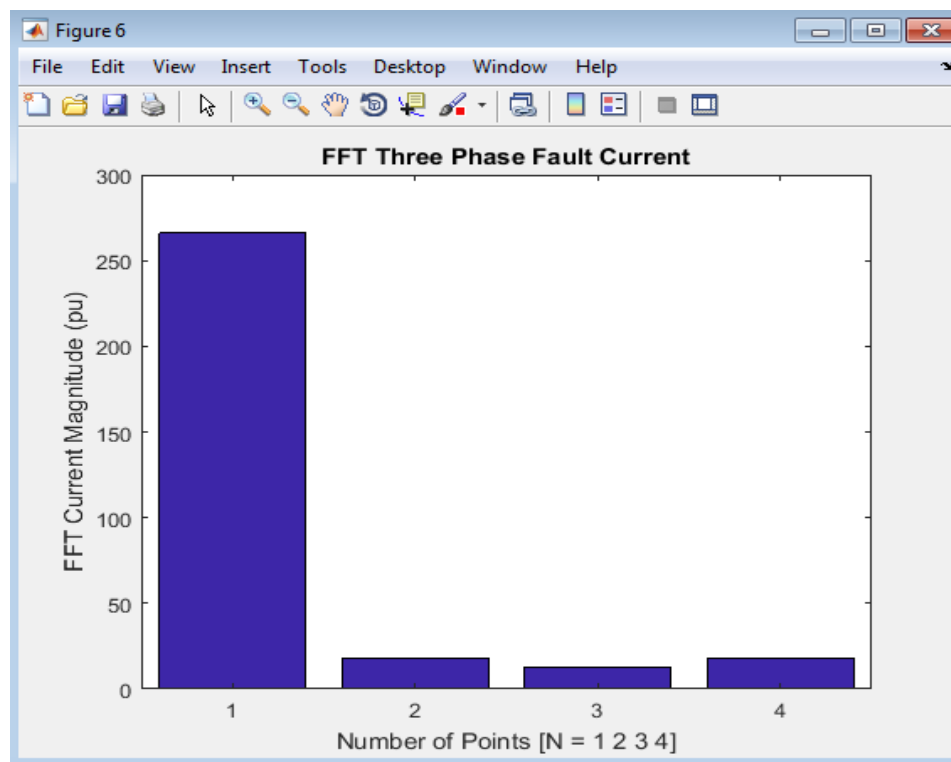 Figure 6
File Edit View Insert Tools Desktop Window Help
FFT Three Phase Fault Current
300
250
200
150
100
50
0
FFT Current Magnitude (pu)
1 2 3 4
Number of Points [N = 1 2 3 4]